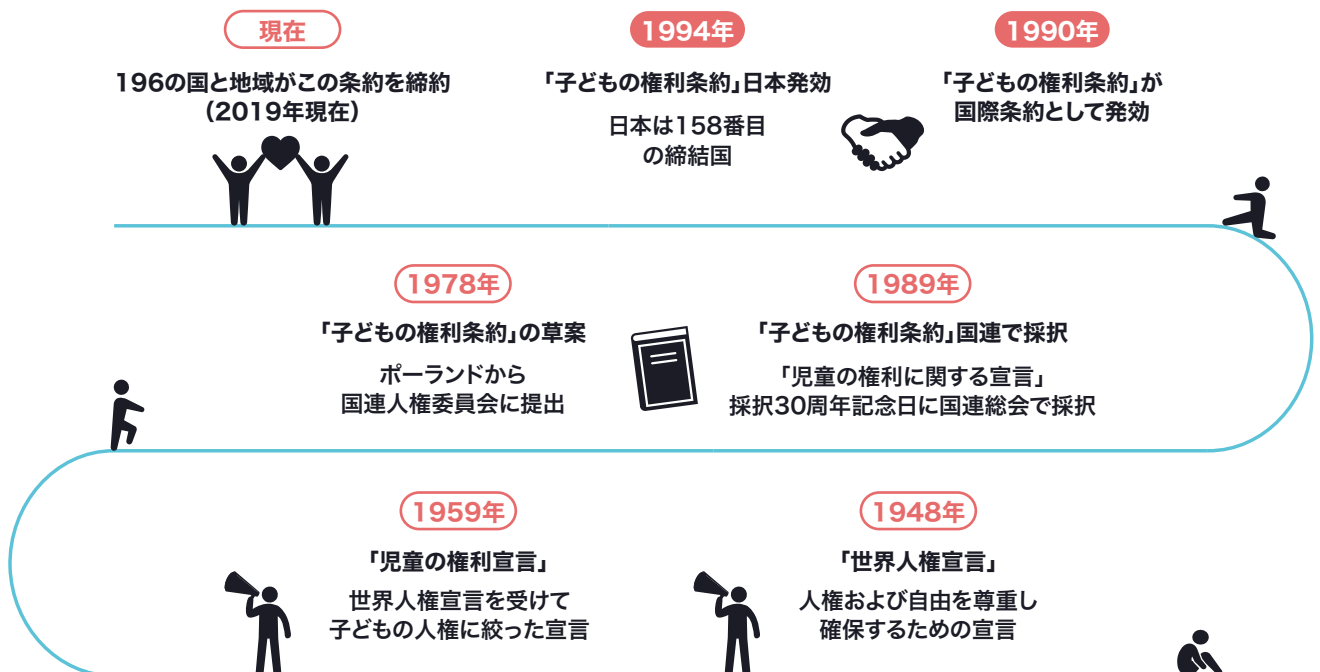 現在
196の国と地域がこの条約を締約
（2019年現在）
1994年
「子どもの権利条約」日本発効
日本は158番目
の締結国
1990年
「子どもの権利条約」が
国際条約として発効
1978年
「子どもの権利条約」の草案
ポーランドから
国連人権委員会に提出
1989年
「子どもの権利条約」国連で採択
「児童の権利に関する宣言」
採択30周年記念日に国連総会で採択
1959年
「児童の権利宣言」
世界人権宣言を受けて
子どもの人権に絞った宣言
1948年
「世界人権宣言」
人権および自由を尊重し
確保するための宣言